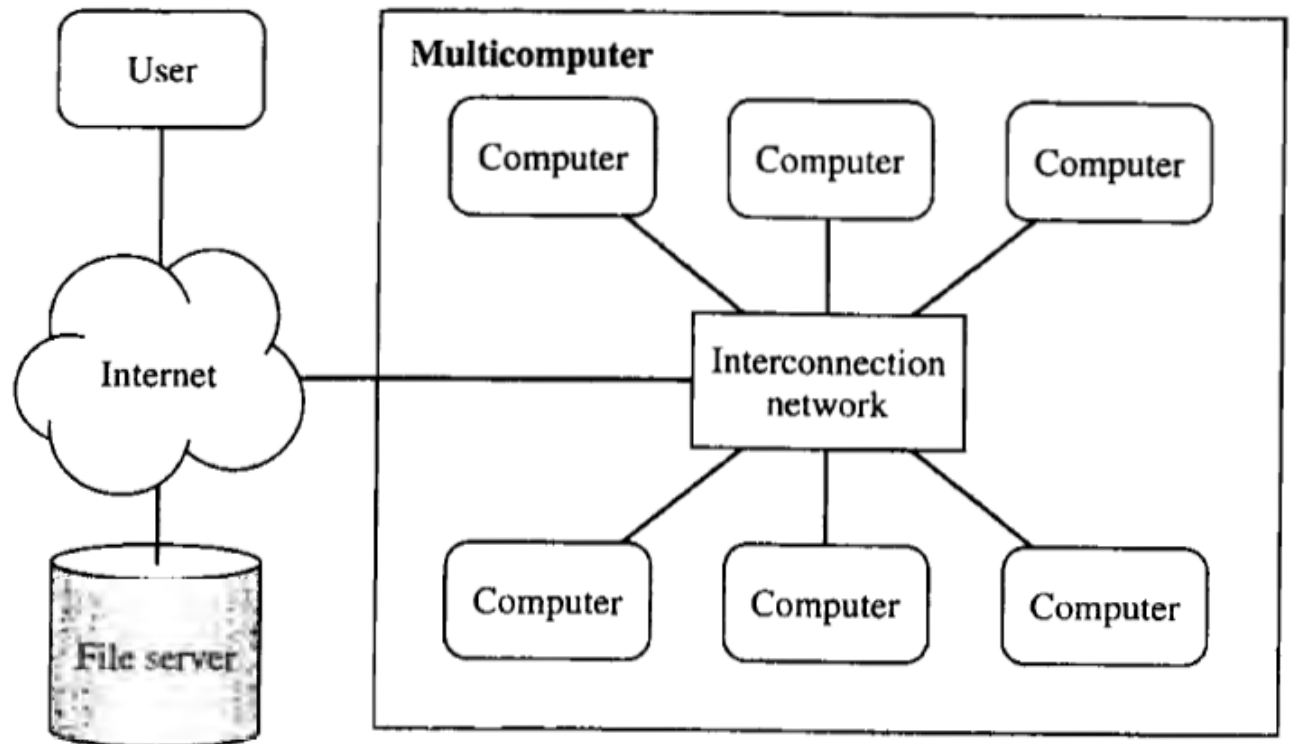 User
Multicomputer
Computer
Computer
Computer
Internet
Interconnection
network
File server
Computer
Computer
Computer